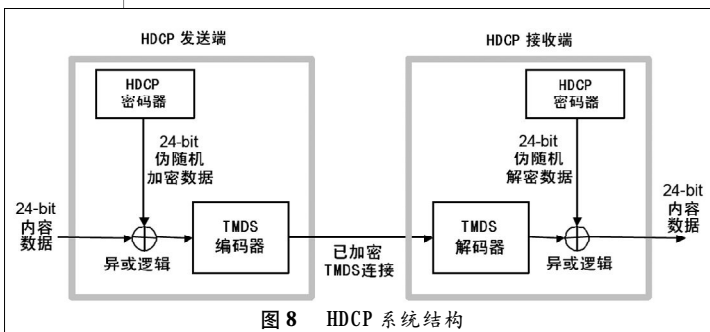 HDCP 发送端
HDCP 接收端
HDCP
密码器
HDCP
密码器
24-bit
伪随机
加密数据
24-bit
伪随机
解密数据
24-bit
内容
数据
异或逻辑
TMDS
编码器
已加密
TMDS连接
TMDS
解码器
异或逻辑
24-bit
内容
数据
图 8 HDCP 系统结构